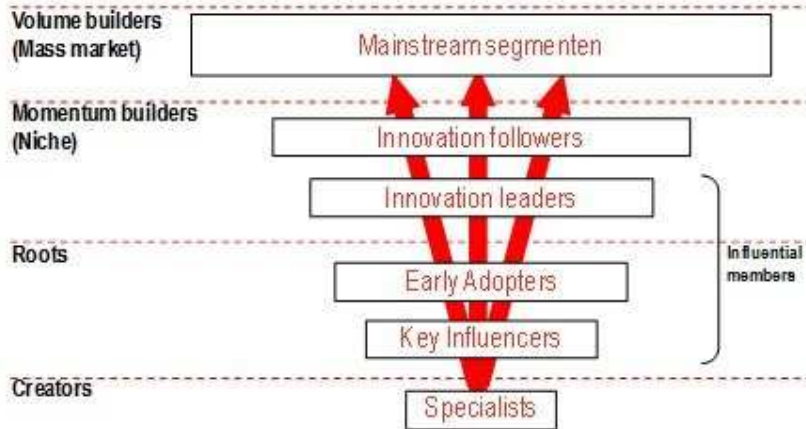 Volume builders
(Mass market)
Mainstream segmenten
Momentum builders
(Niche)
Innovation followers
Innovation leaders
Roots
Influential
members
Early Adopters
Key Influencers
Creators
Specialists